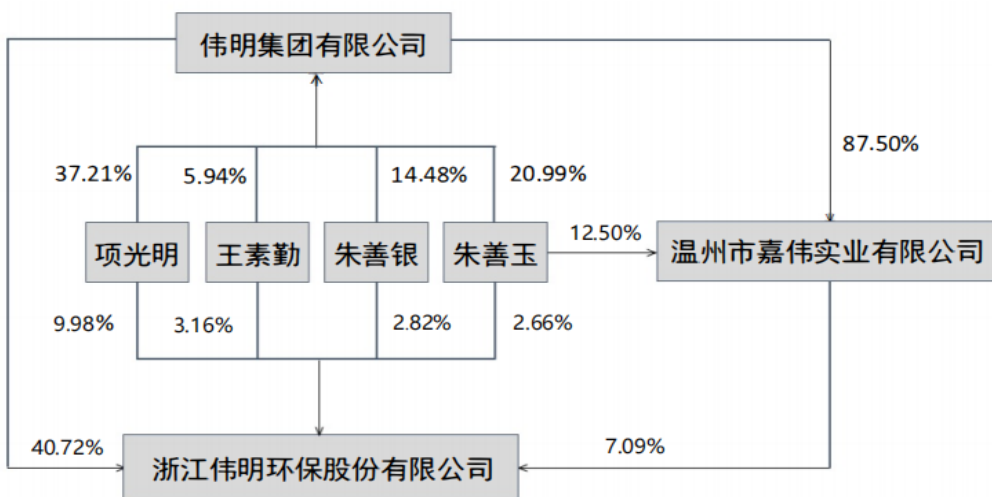 伟明集团有限公司
87.50%
37.21%
5.94%
14.48%
20.99%
项光明
王素勤
朱善银
朱善玉
12.50%
温州市嘉伟实业有限公司
9.98%
3.16%
2.82%
2.66%
40.72%
7.09%
浙江伟明环保股份有限公司